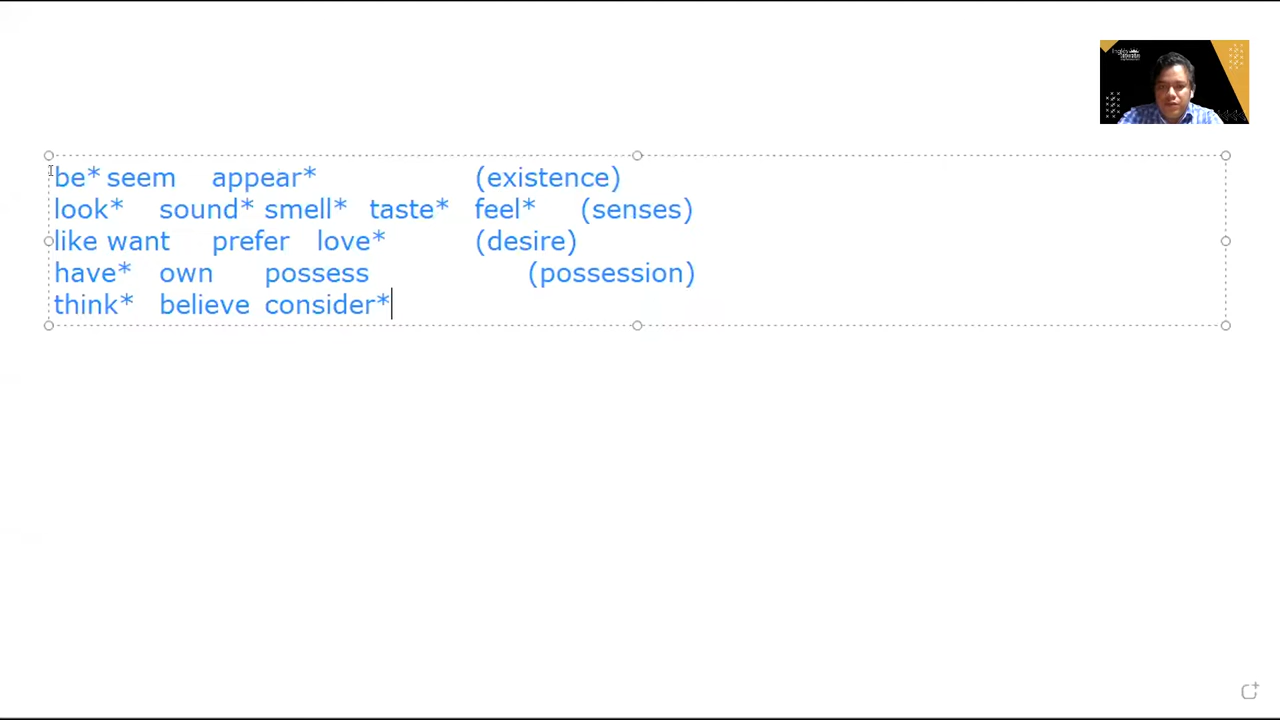 be* seem appear* (existence)
look* sound* smell* taste* feel* (senses)
like want prefer love* (desire)
have* own possess (possession)
think* believe consider*